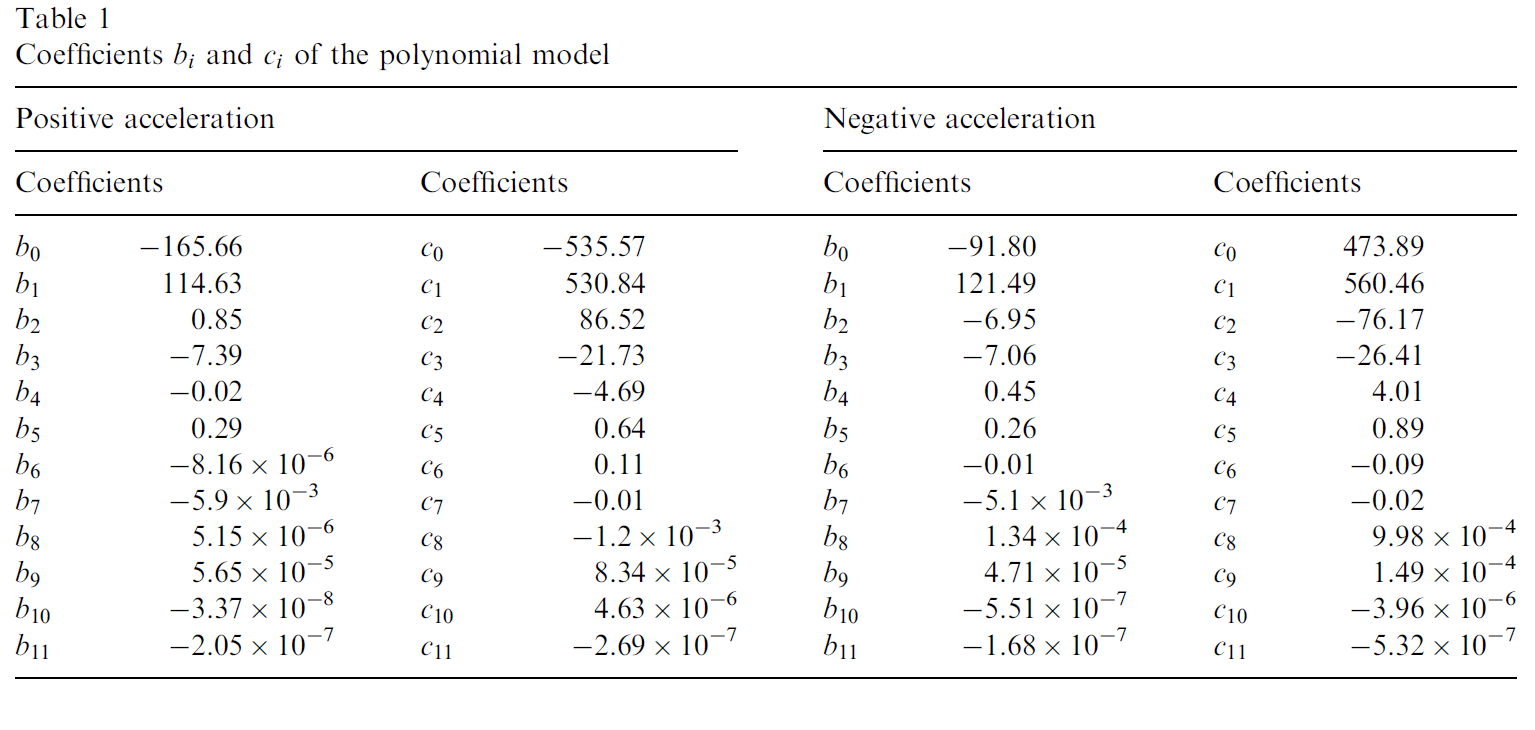 Table 1
Coefficients bᵢ and cᵢ of the polynomial model
Positive acceleration Negative acceleration
Coefficients Coefficients Coefficients Coefficients
b₀ −165.66 c₀ −535.57 b₀ −91.80 c₀ 473.89
b₁ 114.63 c₁ 530.84 b₁ 121.49 c₁ 560.46
b₂ 0.85 c₂ 86.52 b₂ −6.95 c₂ −76.17
b₃ −7.39 c₃ −21.73 b₃ −7.06 c₃ −26.41
b₄ −0.02 c₄ −4.69 b₄ 0.45 c₄ 4.01
b₅ 0.29 c₅ 0.64 b₅ 0.26 c₅ 0.89
b₆ −8.16 × 10⁻⁶ c₆ 0.11 b₆ −0.01 c₆ −0.09
b₇ −5.9 × 10⁻³ c₇ −0.01 b₇ −5.1 × 10⁻³ c₇ −0.02
b₈ 5.15 × 10⁻⁶ c₈ −1.2 × 10⁻³ b₈ 1.34 × 10⁻⁴ c₈ 9.98 × 10⁻⁴
b₉ 5.65 × 10⁻⁵ c₉ 8.34 × 10⁻⁵ b₉ 4.71 × 10⁻⁵ c₉ 1.49 × 10⁻⁴
b₁₀ −3.37 × 10⁻⁸ c₁₀ 4.63 × 10⁻⁶ b₁₀ −5.51 × 10⁻⁷ c₁₀ −3.96 × 10⁻⁶
b₁₁ −2.05 × 10⁻⁷ c₁₁ −2.69 × 10⁻⁷ b₁₁ −1.68 × 10⁻⁷ c₁₁ −5.32 × 10⁻⁷